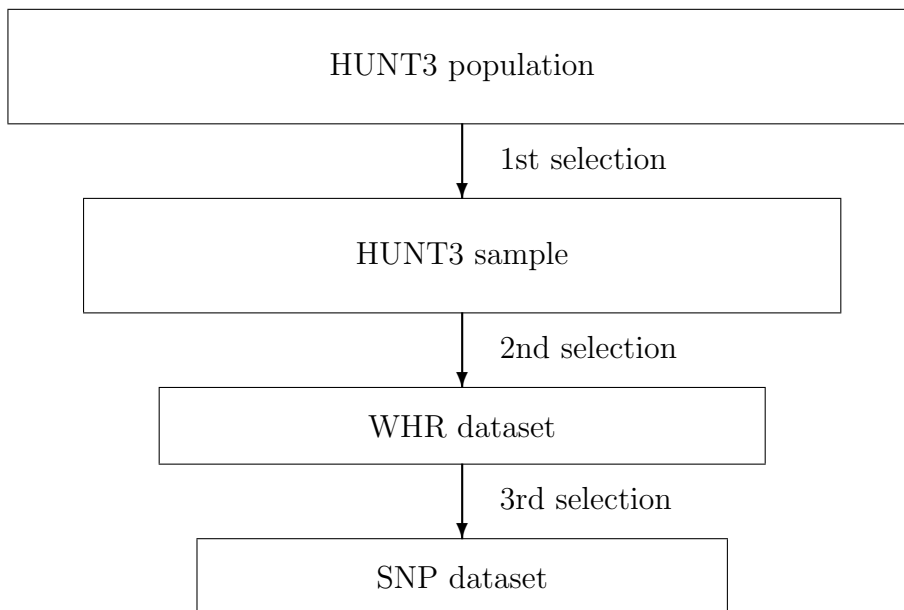 HUNT3 population
1st selection
HUNT3 sample
2nd selection
WHR dataset
3rd selection
SNP dataset